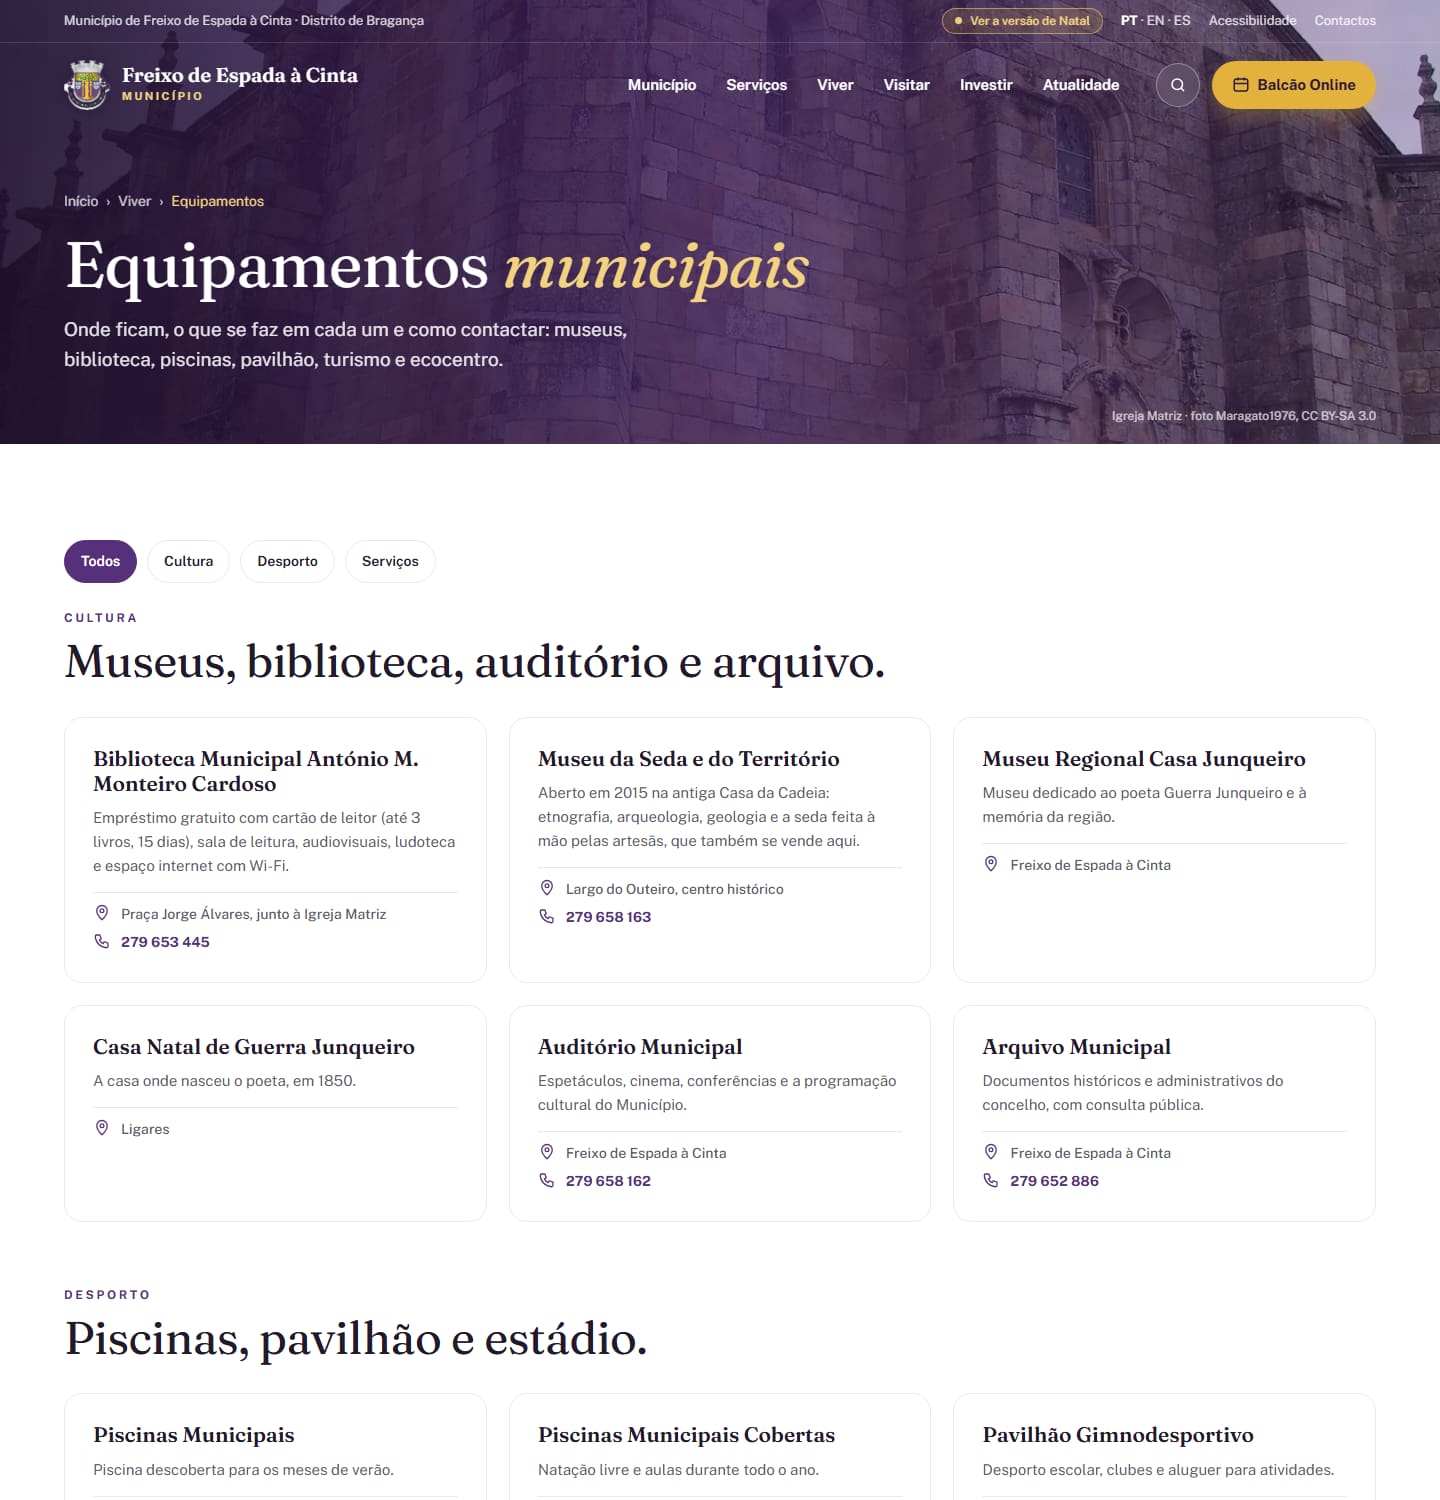 Município de Freixo de Espada à Cinta · Distrito de Bragança
Ver a versão de Natal
PT · EN · ES
Acessibilidade
Contactos
Freixo de Espada à Cinta
MUNICÍPIO
Município
Serviços
Viver
Visitar
Investir
Atualidade
Balcão Online
Início › Viver › Equipamentos
Equipamentos municipais
Onde ficam, o que se faz em cada um e como contactar: museus,
biblioteca, piscinas, pavilhão, turismo e ecocentro.
Igreja Matriz · foto Maragato1976, CC BY-SA 3.0
Todos
Cultura
Desporto
Serviços
CULTURA
Museus, biblioteca, auditório e arquivo.
Biblioteca Municipal António M.
Monteiro Cardoso
Empréstimo gratuito com cartão de leitor (até 3
livros, 15 dias), sala de leitura, audiovisuais, ludoteca
e espaço internet com Wi-Fi.
Praça Jorge Álvares, junto à Igreja Matriz
279 653 445
Museu da Seda e do Território
Aberto em 2015 na antiga Casa da Cadeia:
etnografia, arqueologia, geologia e a seda feita à
mão pelas artesãs, que também se vende aqui.
Largo do Outeiro, centro histórico
279 658 163
Museu Regional Casa Junqueiro
Museu dedicado ao poeta Guerra Junqueiro e à
memória da região.
Freixo de Espada à Cinta
Casa Natal de Guerra Junqueiro
A casa onde nasceu o poeta, em 1850.
Ligares
Auditório Municipal
Espetáculos, cinema, conferências e a programação
cultural do Município.
Freixo de Espada à Cinta
279 658 162
Arquivo Municipal
Documentos históricos e administrativos do
concelho, com consulta pública.
Freixo de Espada à Cinta
279 652 886
DESPORTO
Piscinas, pavilhão e estádio.
Piscinas Municipais
Piscina descoberta para os meses de verão.
Piscinas Municipais Cobertas
Natação livre e aulas durante todo o ano.
Pavilhão Gimnodesportivo
Desporto escolar, clubes e aluguer para atividades.